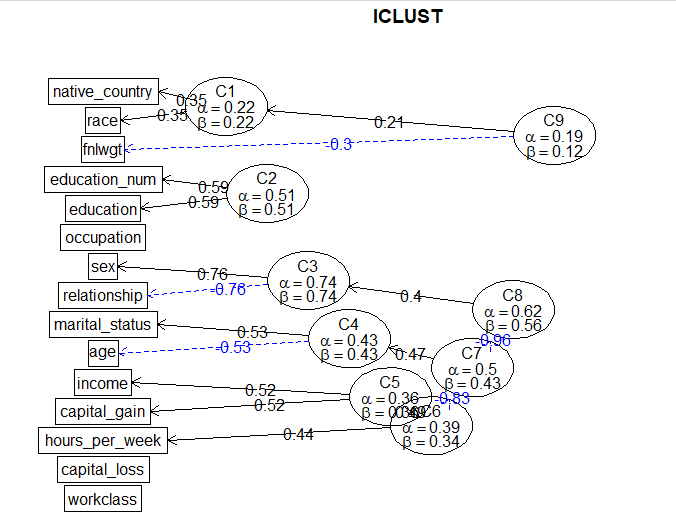 ICLUST
native_country
race
fnlwgt
education_num
education
occupation
sex
relationship
marital_status
age
income
capital_gain
hours_per_week
capital_loss
workclass
C1
α = 0.22
β = 0.22
C2
α = 0.51
β = 0.51
C3
α = 0.74
β = 0.74
C4
α = 0.43
β = 0.43
C5
α = 0.36
C6
α = 0.39
β = 0.34
C7
α = 0.5
β = 0.43
C8
α = 0.62
β = 0.56
C9
α = 0.19
β = 0.12
0.35
0.35
0.21
-0.3
0.59
0.59
0.76
-0.76
0.4
0.53
-0.53
0.47
-0.96
0.52
0.52
-0.83
0.44